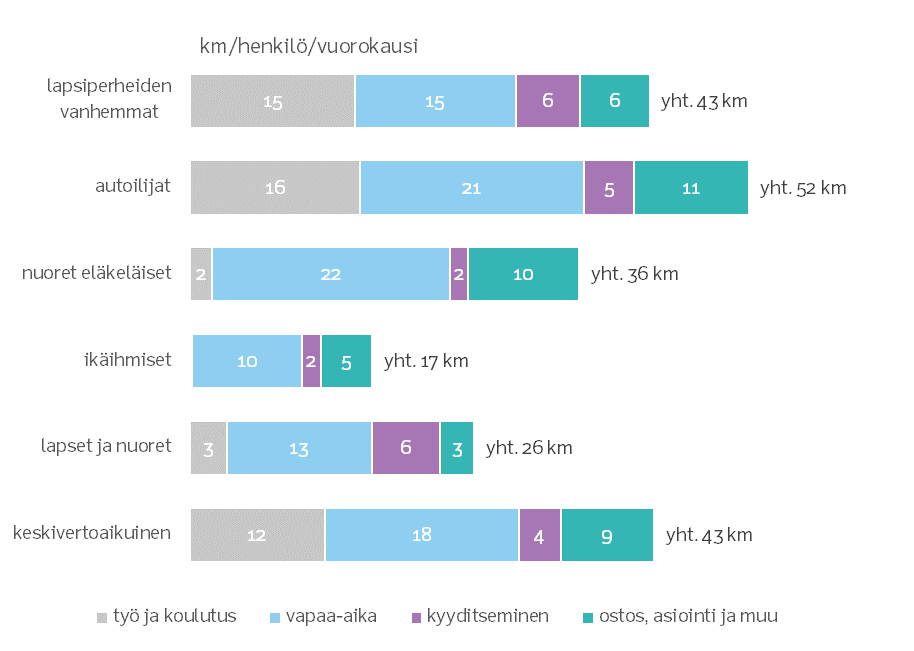 km/henkilö/vuorokausi
lapsiperheiden
vanhemmat
15 15 6 6 yht. 43 km
autoilijat 16 21 5 11 yht. 52 km
nuoret eläkeläiset 2 22 2 10 yht. 36 km
ikäihmiset 10 2 5 yht. 17 km
lapset ja nuoret 3 13 6 3 yht. 26 km
keskivertoaikuinen 12 18 4 9 yht. 43 km
työ ja koulutus vapaa-aika kyyditseminen ostos, asiointi ja muu